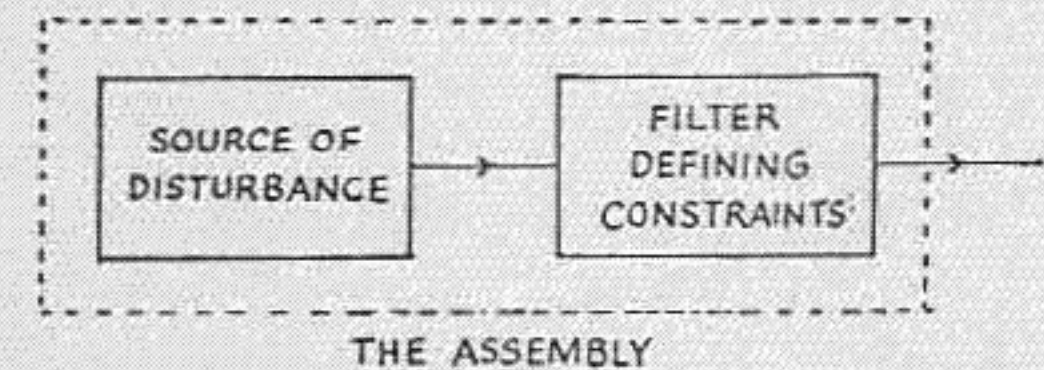 SOURCE OF
DISTURBANCE
FILTER
DEFINING
CONSTRAINTS
THE ASSEMBLY